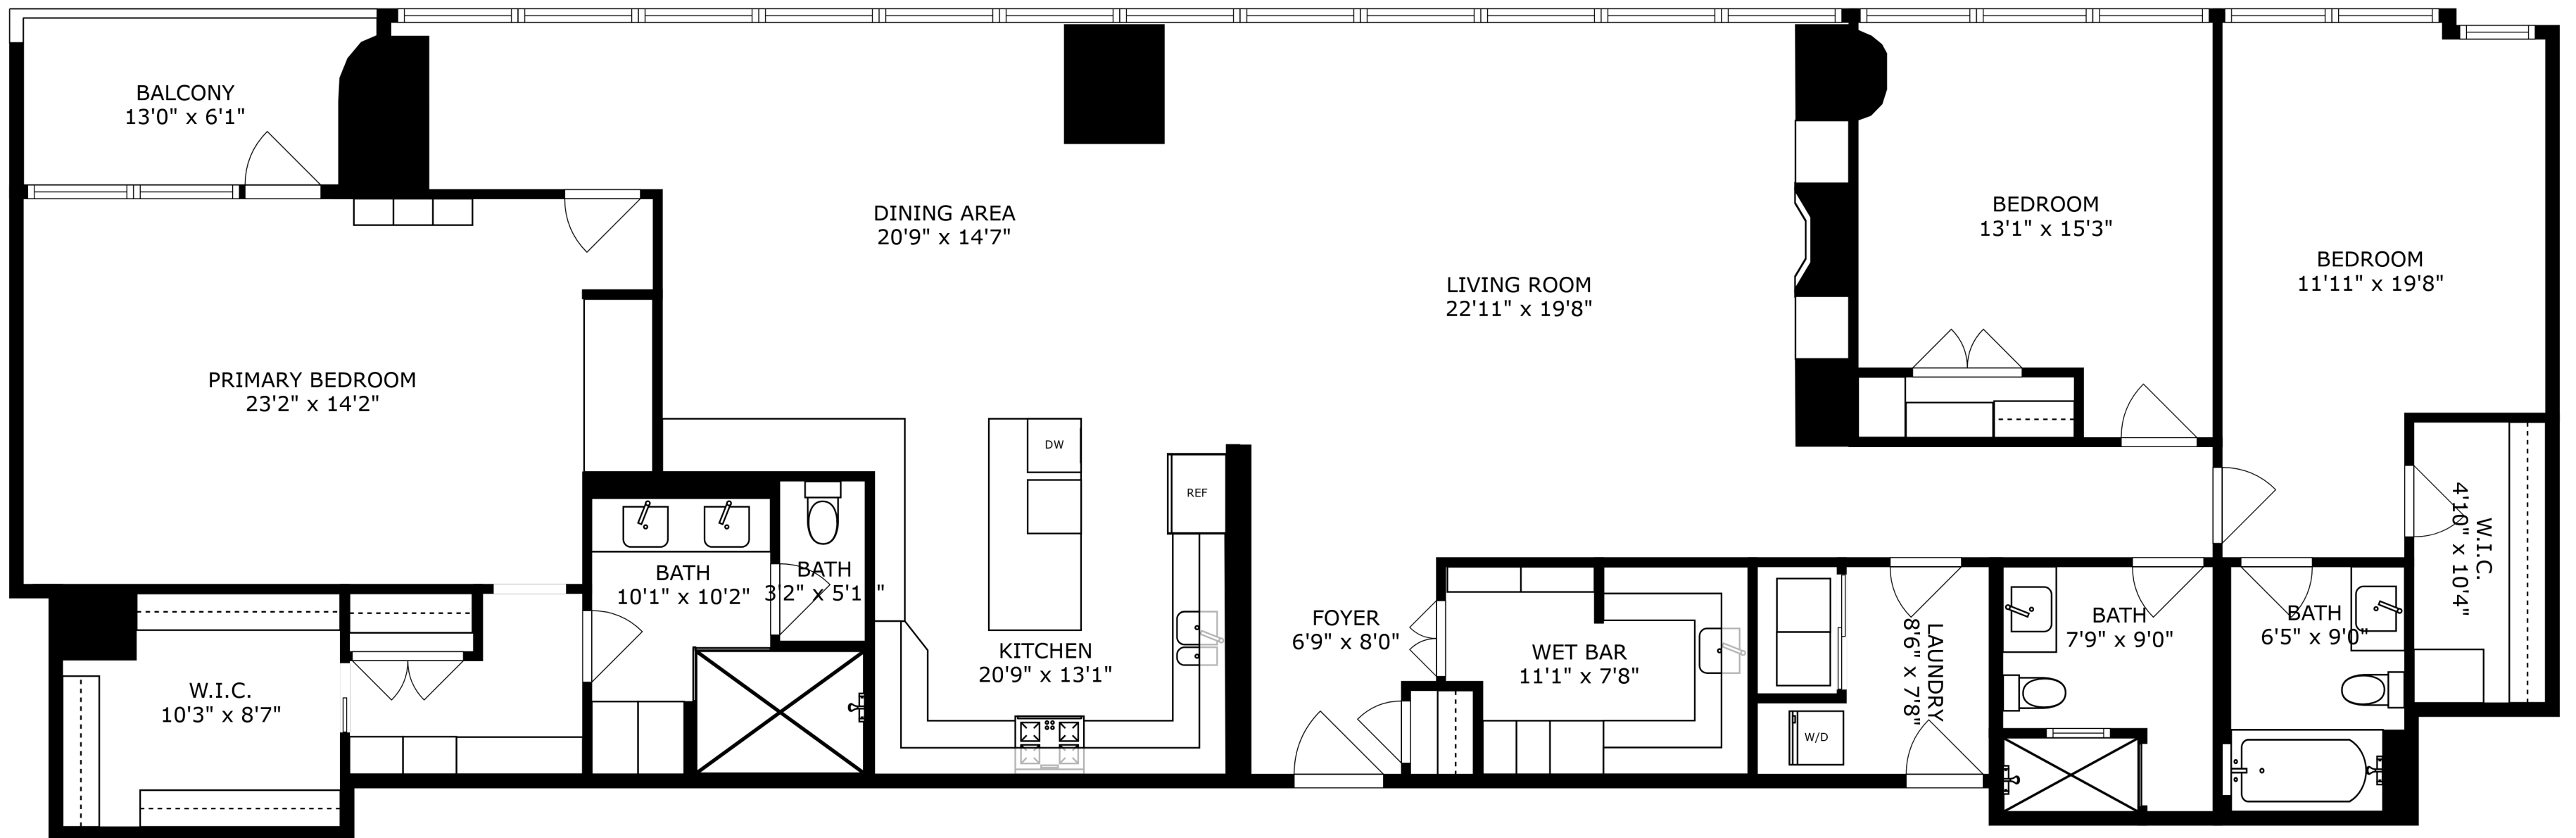 BALCONY
13'0" x 6'1"
DINING AREA
20'9" x 14'7"
LIVING ROOM
22'11" x 19'8"
BEDROOM
13'1" x 15'3"
BEDROOM
11'11" x 19'8"
PRIMARY BEDROOM
23'2" x 14'2"
DW
REF
BATH
10'1" x 10'2"
BATH
3'2" x 5'1
KITCHEN
20'9" x 13'1"
FOYER
6'9" x 8'0"
WET BAR
11'1" x 7'8"
LAUNDRY
8'6" x 7'8"
W/D
BATH
7'9" x 9'0"
BATH
6'5" x 9'0"
W.I.C.
4'10" x 10'4"
W.I.C.
10'3" x 8'7"